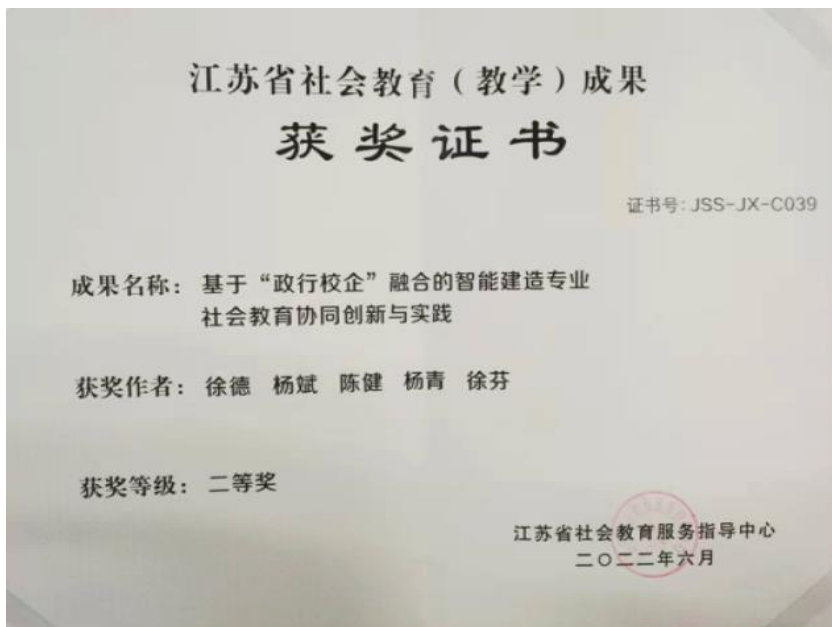 江苏省社会教育（教学）成果
获奖证书
证书号：JSS-JX-C039
成果名称：基于“政行校企”融合的智能建造专业
社会教育协同创新与实践
获奖作者：徐德 杨斌 陈健 杨青 徐芬
获奖等级：二等奖
江苏省社会教育服务指导中心
二〇二二年六月